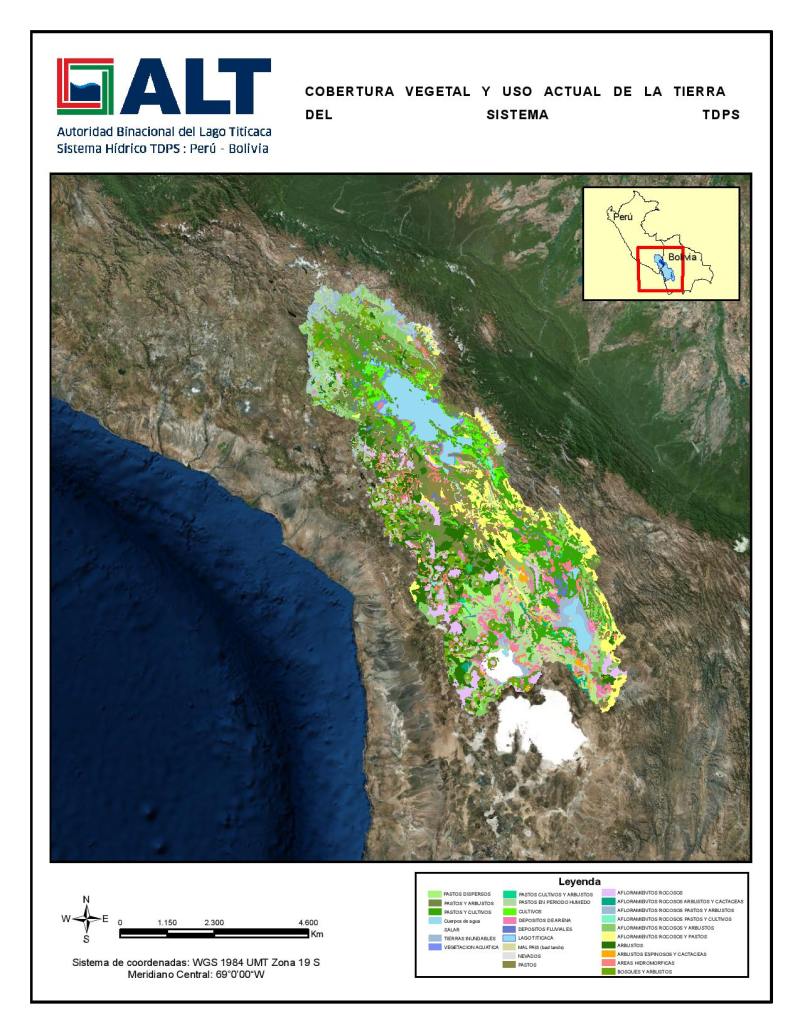 ALT
Autoridad Binacional del Lago Titicaca
Sistema Hídrico TDPS : Perú - Bolivia
COBERTURA VEGETAL Y USO ACTUAL DE LA TIERRA
DEL SISTEMA TDPS
Perú
Bolivia
N
W E
S
0 1.150 2.300 4.600
Km
Sistema de coordenadas: WGS 1984 UMT Zona 19 S
Meridiano Central: 69°0'00"W
Leyenda
PASTOS DISPERSOS
PASTOS Y ARBUSTOS
PASTOS Y CULTIVOS
Cuerpos de agua
SALAR
TIERRAS INUNDABLES
VEGETACION ACUATICA
PASTOS CULTIVOS Y ARBUSTOS
PASTOS EN PERIODO HUMEDO
CULTIVOS
DEPOSITOS DE ARENA
DEPOSITOS FLUVIALES
LAGO TITICACA
MAL PAIS (bad lands)
NEVADOS
PASTOS
AFLORAMIENTOS ROCOSOS
AFLORAMIENTOS ROCOSOS ARBUSTOS Y CACTACEAS
AFLORAMIENTOS ROCOSOS PASTOS Y ARBUSTOS
AFLORAMIENTOS ROCOSOS PASTOS Y CULTIVOS
AFLORAMIENTOS ROCOSOS Y ARBUSTOS
AFLORAMIENTOS ROCOSOS Y PASTOS
ARBUSTOS
ARBUSTOS ESPINOSOS Y CACTACEAS
AREAS HIDROMORFICAS
BOSQUES Y ARBUSTOS